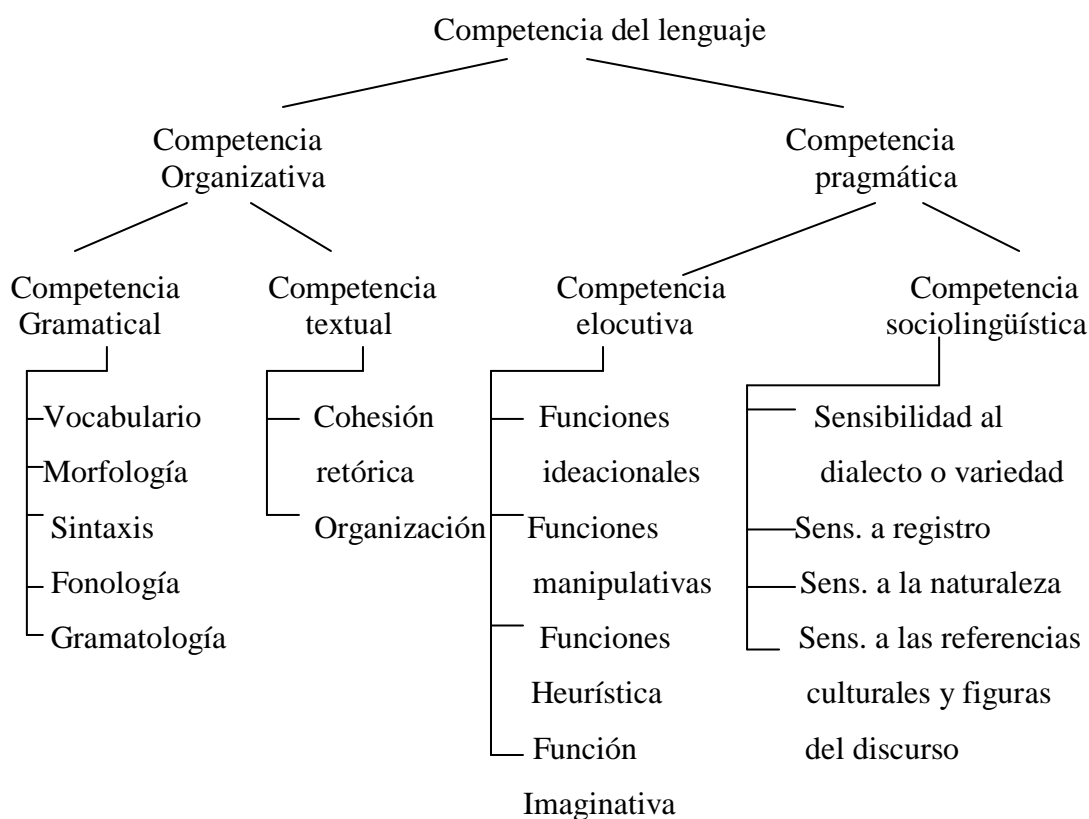 Competencia del lenguaje
Competencia
Organizativa
Competencia
pragmática
Competencia
Gramatical
Competencia
textual
Competencia
elocutiva
Competencia
sociolingüística
Vocabulario
Morfología
Sintaxis
Fonología
Gramatología
Cohesión
retórica
Organización
Funciones
ideacionales
Funciones
manipulativas
Funciones
Heurística
Función
Imaginativa
Sensibilidad al
dialecto o variedad
Sens. a registro
Sens. a la naturaleza
Sens. a las referencias
culturales y figuras
del discurso